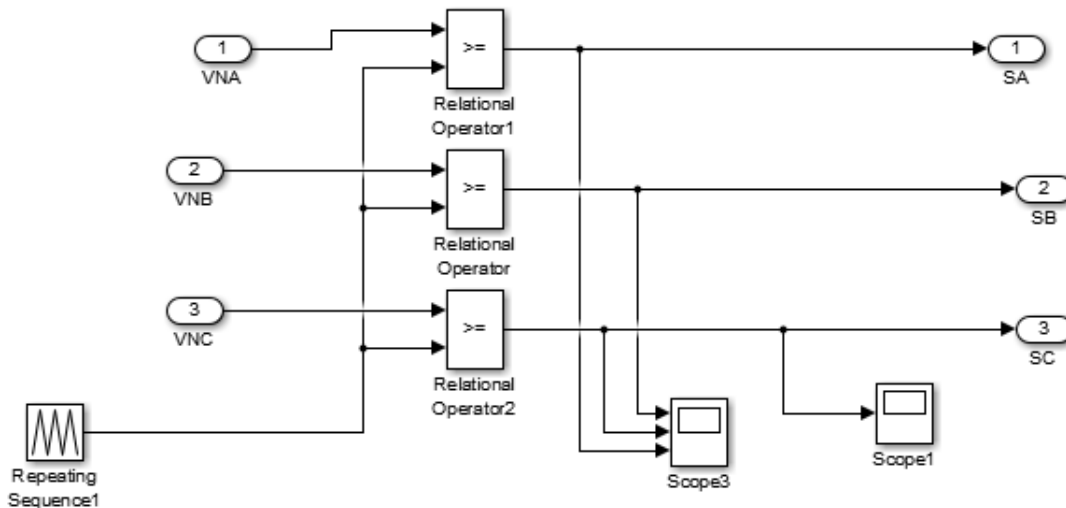 1
VNA
>=
Relational
Operator1
1
SA
2
VNB
>=
Relational
Operator
2
SB
3
VNC
>=
Relational
Operator2
3
SC
Repeating
Sequence1
Scope3
Scope1